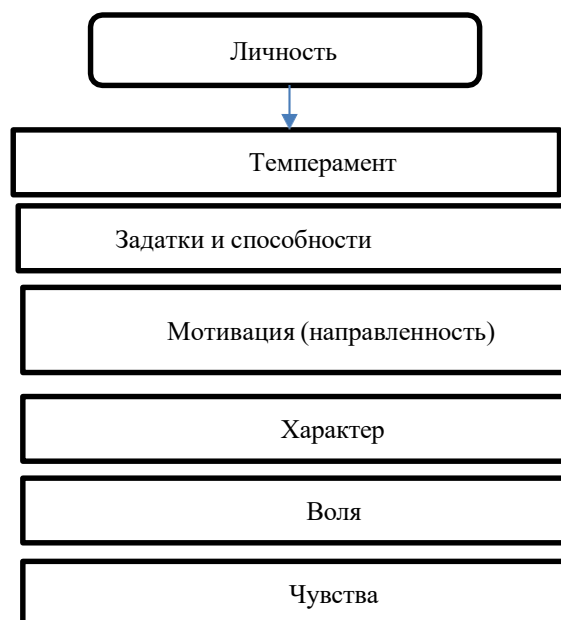 Личность
Темперамент
Задатки и способности
Мотивация (направленность)
Характер
Воля
Чувства